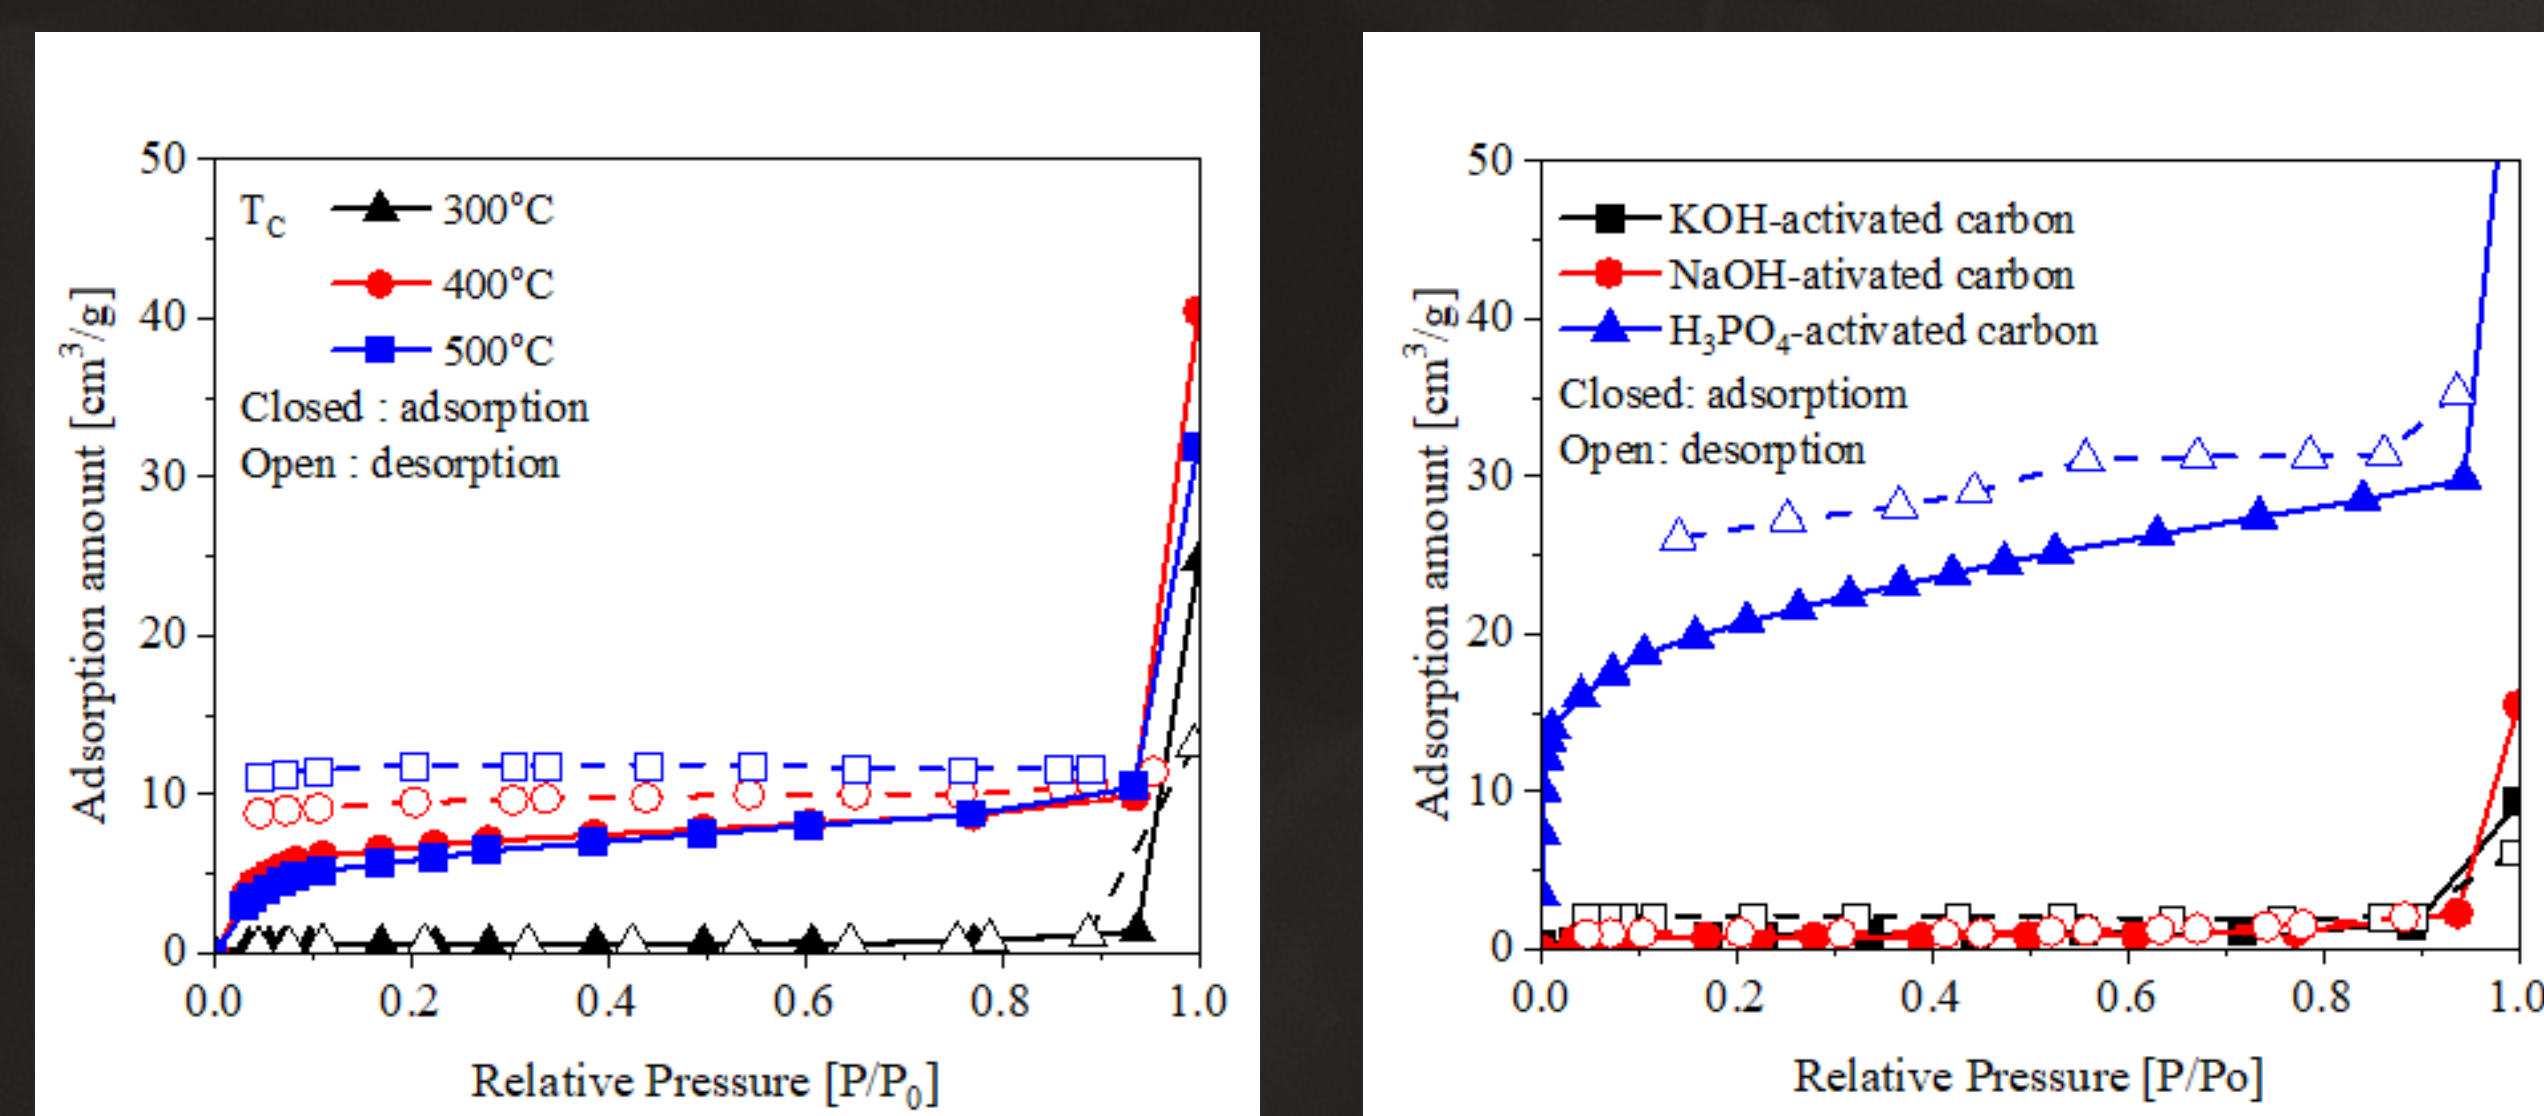 50
40
30
20
10
0
Adsorption amount [cm³/g]
T_C
300°C
400°C
500°C
Closed : adsorption
Open : desorption
0.0 0.2 0.4 0.6 0.8 1.0
Relative Pressure [P/P₀]
50
40
30
20
10
0
Adsorption amount [cm³/g]
KOH-activated carbon
NaOH-ativated carbon
H₃PO₄-activated carbon
Closed: adsorptiom
Open: desorption
0.0 0.2 0.4 0.6 0.8 1.0
Relative Pressure [P/Po]